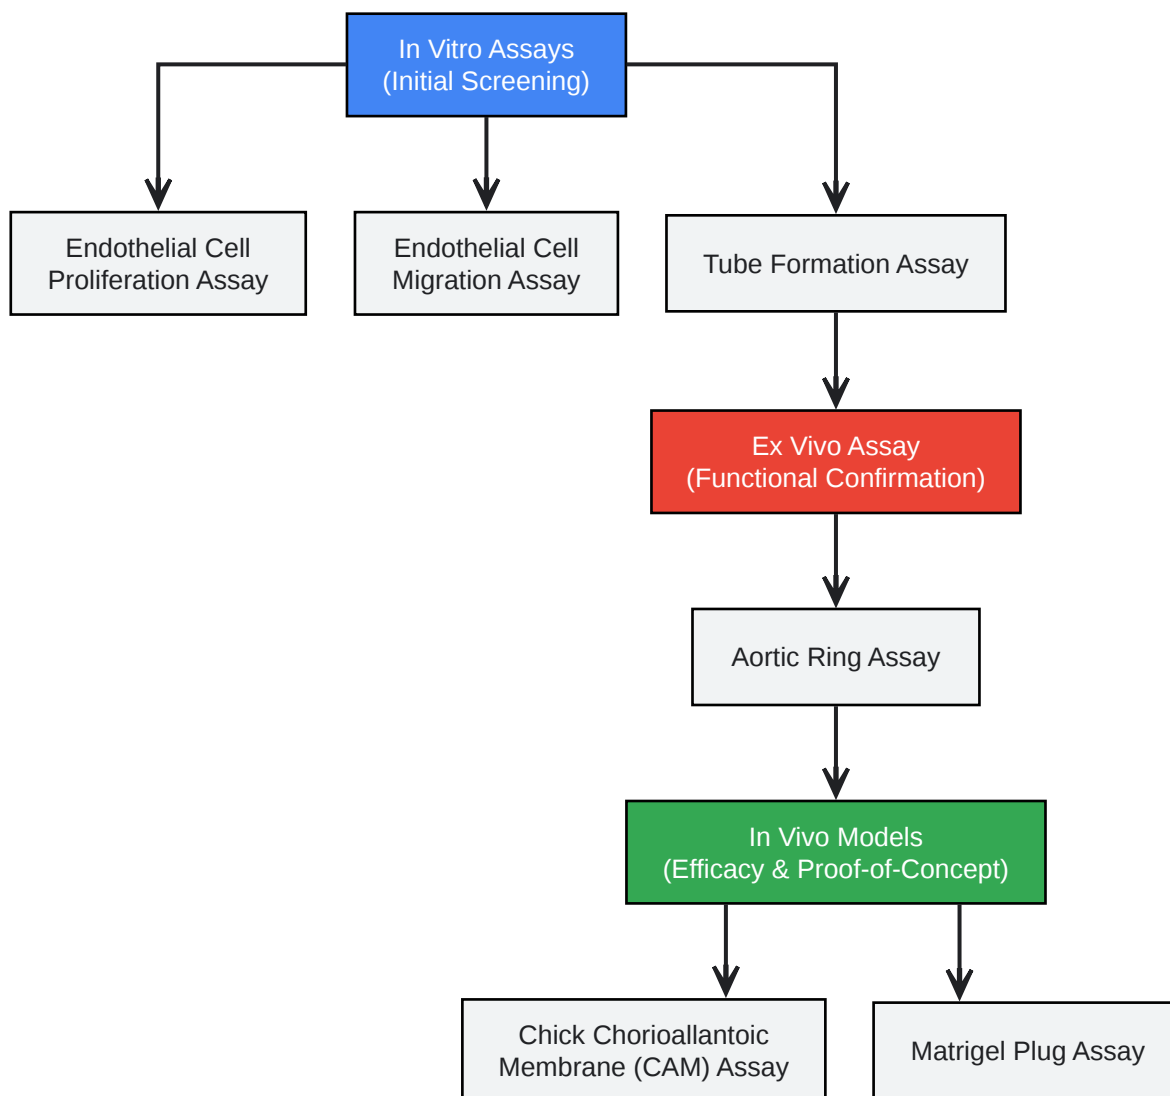 In Vitro Assays
(Initial Screening)
Endothelial Cell
Proliferation Assay
Endothelial Cell
Migration Assay
Tube Formation Assay
Ex Vivo Assay
(Functional Confirmation)
Aortic Ring Assay
In Vivo Models
(Efficacy & Proof-of-Concept)
Chick Chorioallantoic
Membrane (CAM) Assay
Matrigel Plug Assay